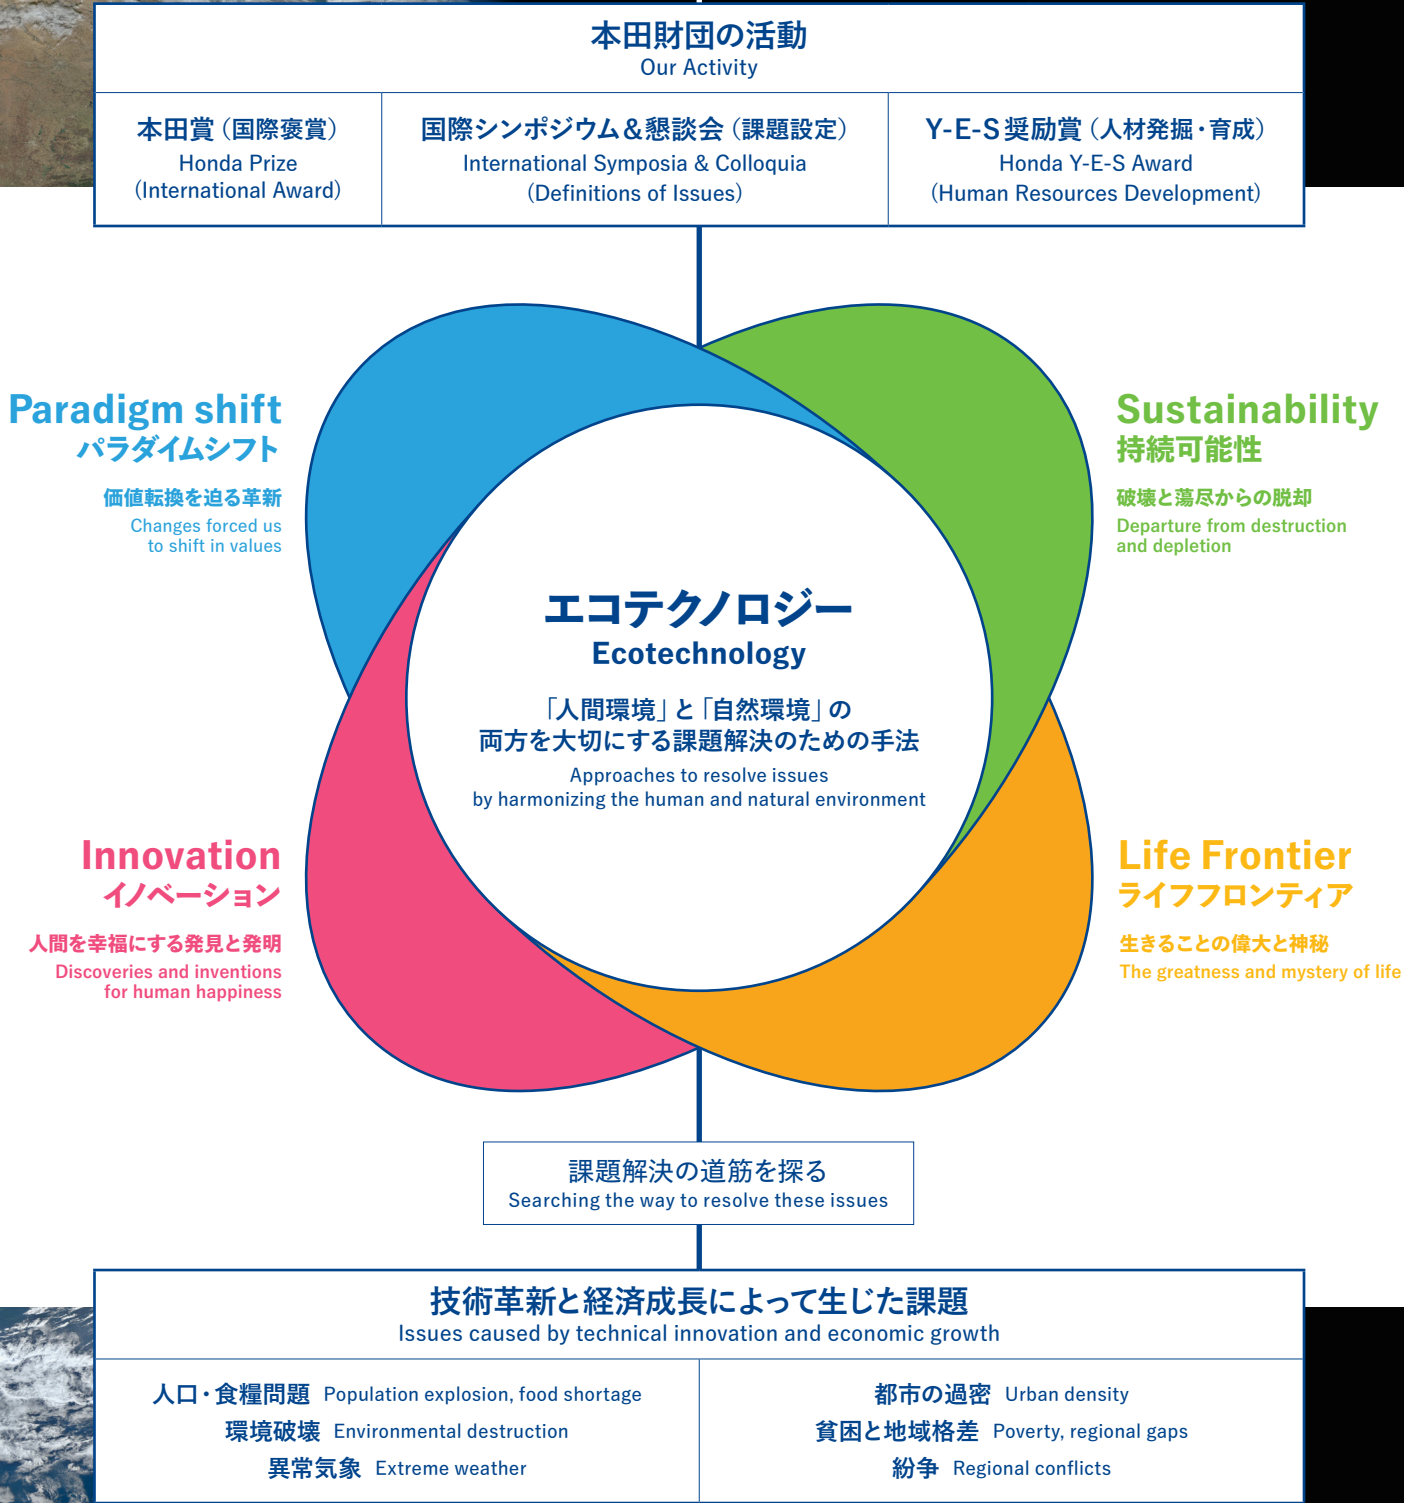 本田財団の活動
Our Activity
本田賞（国際褒賞）
Honda Prize
(International Award)
国際シンポジウム＆懇談会（課題設定）
International Symposia & Colloquia
(Definitions of Issues)
Y-E-S奨励賞（人材発掘・育成）
Honda Y-E-S Award
(Human Resources Development)
Paradigm shift
パラダイムシフト
価値転換を迫る革新
Changes forced us
to shift in values
Sustainability
持続可能性
破壊と蕩尽からの脱却
Departure from destruction
and depletion
エコテクノロジー
Ecotechnology
「人間環境」と「自然環境」の
両方を大切にする課題解決のための手法
Approaches to resolve issues
by harmonizing the human and natural environment
Innovation
イノベーション
人間を幸福にする発見と発明
Discoveries and inventions
for human happiness
Life Frontier
ライフフロンティア
生きることの偉大と神秘
The greatness and mystery of life
課題解決の道筋を探る
Searching the way to resolve these issues
技術革新と経済成長によって生じた課題
Issues caused by technical innovation and economic growth
人口・食糧問題 Population explosion, food shortage
環境破壊 Environmental destruction
異常気象 Extreme weather
都市の過密 Urban density
貧困と地域格差 Poverty, regional gaps
紛争 Regional conflicts